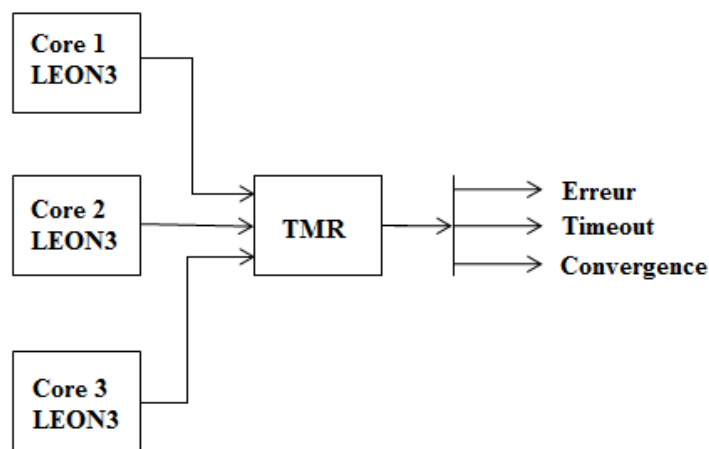 Core 1
LEON3
Core 2
LEON3
TMR
Erreur
Timeout
Convergence
Core 3
LEON3